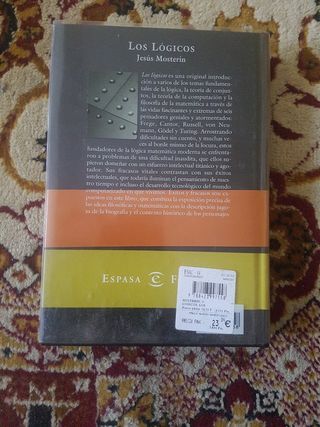 LOS LÓGICOS
Jesús Mosterín
Los lógicos es una original introduc-
ción a varios de los temas fundamen-
tales de la lógica, la teoría de conjun-
tos, la teoría de la computación y la
filosofía de la matemática a través de
las vidas fascinantes y extremas de seis
pensadores geniales y atormentados:
Frege, Cantor, Russell, von Neu-
mann, Gödel y Turing. Arrostrando
dificultades sin cuento, y muchas ve-
ces al borde mismo de la locura, estos
fundadores de la lógica matemática moderna se enfrenta-
ron a problemas de una dificultad inaudita, que ellos su-
pieron domeñar con un esfuerzo intelectual titánico y ago-
tador. Sus fracasos vitales contrastan con sus éxitos
intelectuales, que todavía iluminan el pensamiento de nues-
tro tiempo e incluso el desarrollo tecnológico del mundo
computarizado en que vivimos. Éxitos y fracasos son ex-
puestos en este libro, que combina la exposición precisa de
las ideas filosóficas y matemáticas con la descripción
de la biografía y el contexto histórico de los personajes
ESPASA e F
PRECIO PVP: 23 €